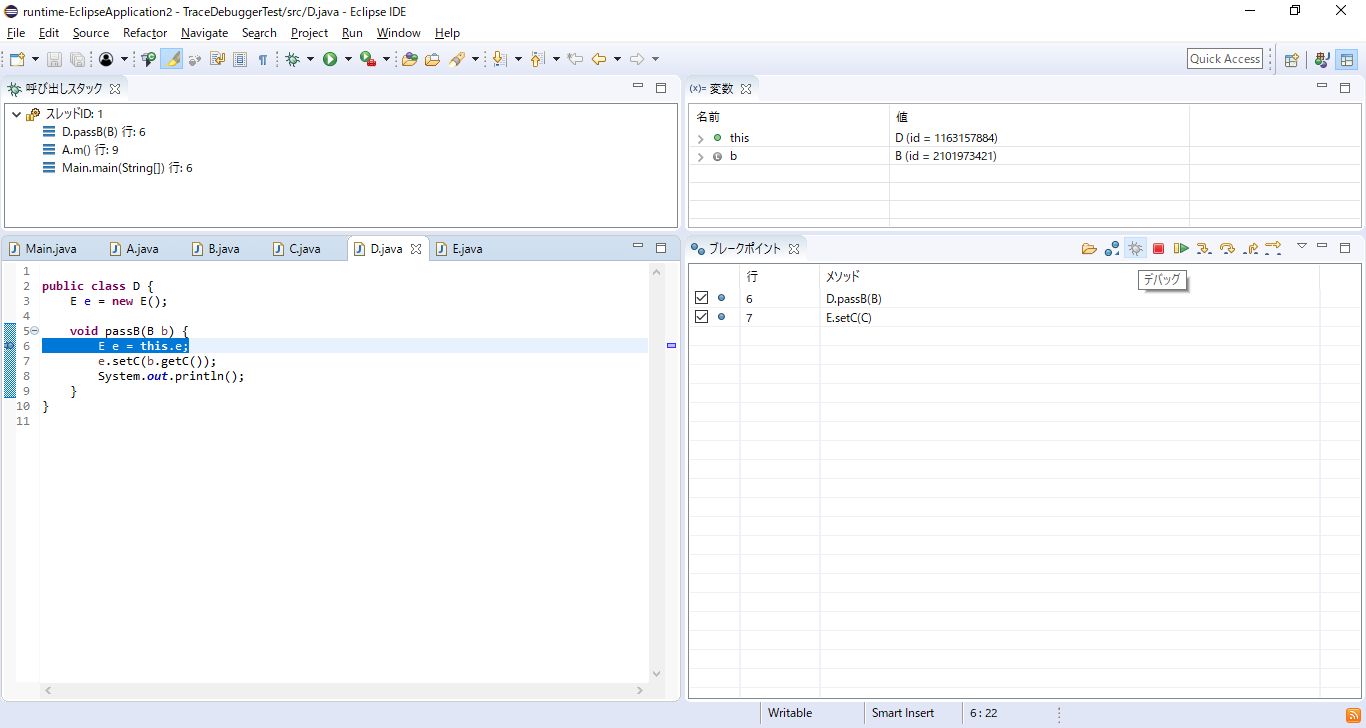 runtime-EclipseApplication2 - TraceDebuggerTest/src/D.java - Eclipse IDE
File Edit Source Refactor Navigate Search Project Run Window Help
Quick Access
呼び出しスタック
スレッドID: 1
D.passB(B) 行: 6
A.m() 行: 9
Main.main(String[]) 行: 6
(x)= 変数
名前 値
this D (id = 1163157884)
b B (id = 2101973421)
Main.java A.java B.java C.java D.java E.java
1
2 public class D {
3 E e = new E();
4
5 void passB(B b) {
6 E e = this.e;
7 e.setC(b.getC());
8 System.out.println();
9 }
10 }
11
ブレークポイント
デバッグ
行 メソッド
6 D.passB(B)
7 E.setC(C)
Writable Smart Insert 6 : 22